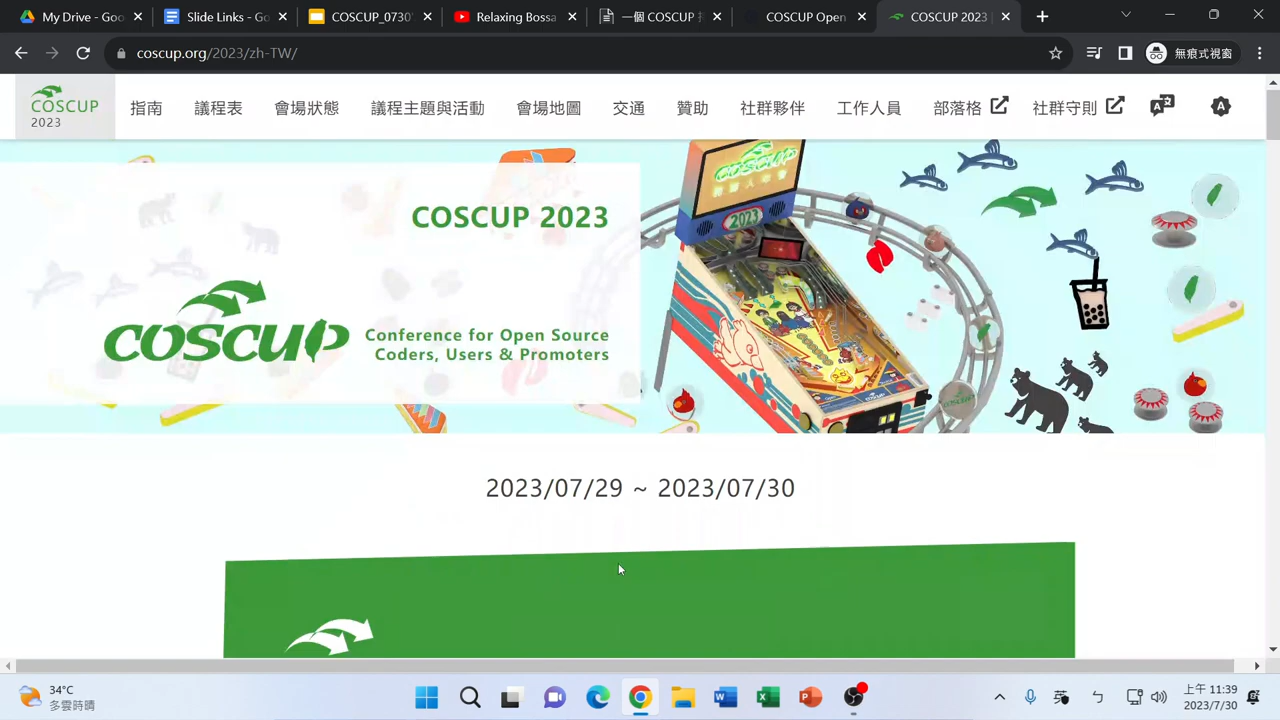 My Drive - Goo
Slide Links - Go
COSCUP_0730
Relaxing Bossa
一個 COSCUP
COSCUP Open
COSCUP 2023 |
coscup.org/2023/zh-TW/
無痕式視窗
COSCUP
2023
指南
議程表
會場狀態
議程主題與活動
會場地圖
交通
贊助
社群夥伴
工作人員
部落格
社群守則
COSCUP 2023
COSCUP
Conference for Open Source
Coders, Users & Promoters
COSCUP
2023
2023/07/29 ~ 2023/07/30
34°C
多雲時晴
英
上午 11:39
2023/7/30